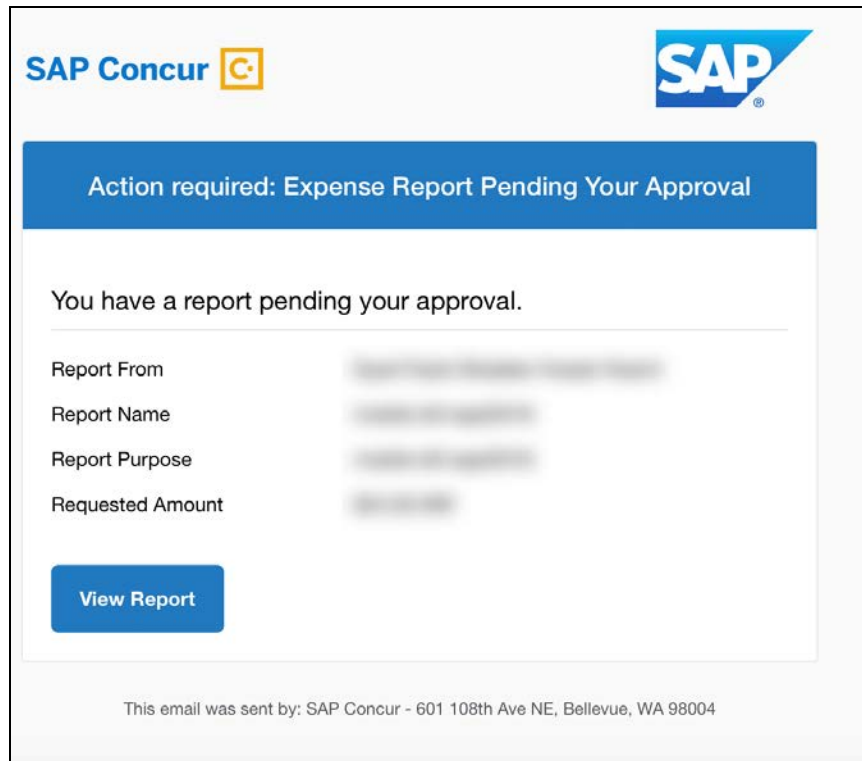 SAP Concur C
SAP
®
Action required: Expense Report Pending Your Approval
You have a report pending your approval.
Report From
Report Name
Report Purpose
Requested Amount
View Report
This email was sent by: SAP Concur - 601 108th Ave NE, Bellevue, WA 98004